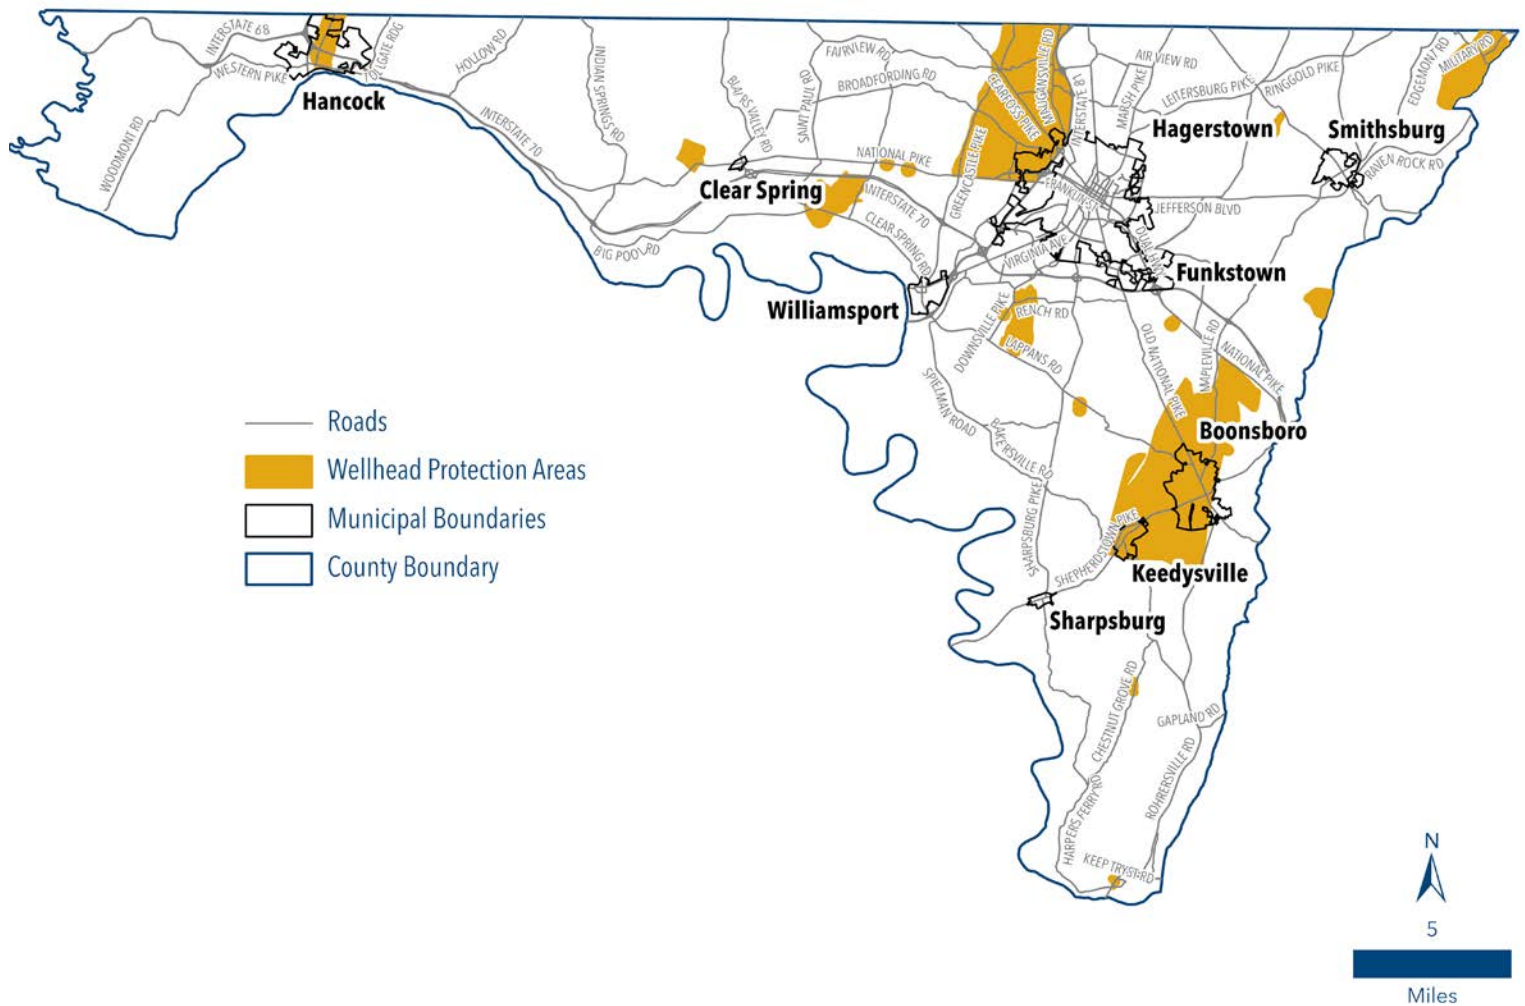 INTERSTATE 68
WESTERN PIKE
TOLLGATE RDG
HOLLOW RD
Hancock
WOODMONT RD
INTERSTATE 70
INDIAN SPRINGS RD
BLAIRS VALLEY RD
SAINT PAUL RD
FAIRVIEW RD
BROADFORDING RD
NATIONAL PIKE
Clear Spring
INTERSTATE 70
CLEAR SPRING RD
BIG POOL RD
GREENCASTLE PIKE
CEARFOSS PIKE
MAUGANSVILLE RD
INTERSTATE 81
MARSH PIKE
AIR VIEW RD
LEITERSBURG PIKE
RINGGOLD PIKE
EDGEMONT RD
MILITARY RD
Hagerstown
Smithsburg
RAVEN ROCK RD
FRANKLIN ST
JEFFERSON BLVD
DUAL HWY
VIRGINIA AVE
Funkstown
Williamsport
DOWNSVILLE PIKE
RENCH RD
LAPPANS RD
SPIELMAN ROAD
OLD NATIONAL PIKE
MAPLEVILLE RD
NATIONAL PIKE
BAKERSVILLE RD
Boonsboro
SHARPSBURG PIKE
SHEPHERDSTOWN PIKE
Keedysville
Sharpsburg
CHESTNUT GROVE RD
GAPLAND RD
ROHRERSVILLE RD
HARPERS FERRY RD
KEEP TRYST RD
Roads
Wellhead Protection Areas
Municipal Boundaries
County Boundary
N
5
Miles